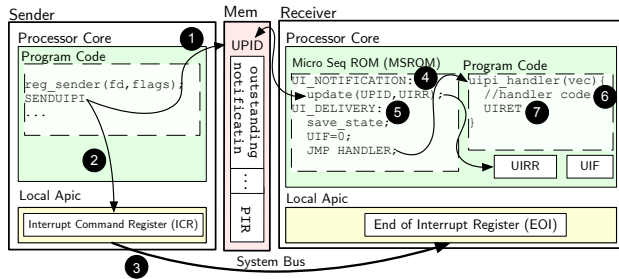 Sender
Mem
Receiver
Processor Core
Program Code
reg_sender(fd,flags);
SENDUIPI
...
1
2
Local Apic
Interrupt Command Register (ICR)
3
System Bus
UPID
outstanding
notificatin
...
PIR
Processor Core
Micro Seq ROM (MSROM)
UI_NOTIFICATION:
update(UPID,UIRR);
UI_DELIVERY:
save_state;
UIF=0;
JMP HANDLER;
4
5
Program Code
uipi_handler(vec){
//handler code
UIRET
}
6
7
UIRR
UIF
Local Apic
End of Interrupt Register (EOI)